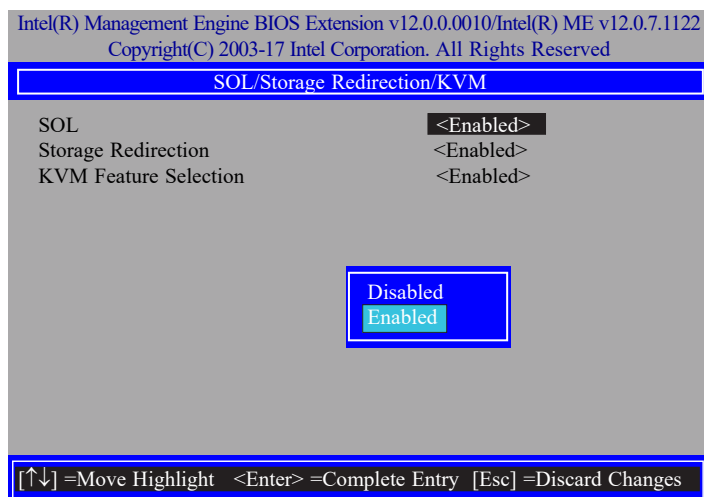 Intel(R) Management Engine BIOS Extension v12.0.0.0010/Intel(R) ME v12.0.7.1122
Copyright(C) 2003-17 Intel Corporation. All Rights Reserved
SOL/Storage Redirection/KVM
SOL <Enabled>
Storage Redirection <Enabled>
KVM Feature Selection <Enabled>
Disabled
Enabled
[↑↓] =Move Highlight <Enter> =Complete Entry [Esc] =Discard Changes